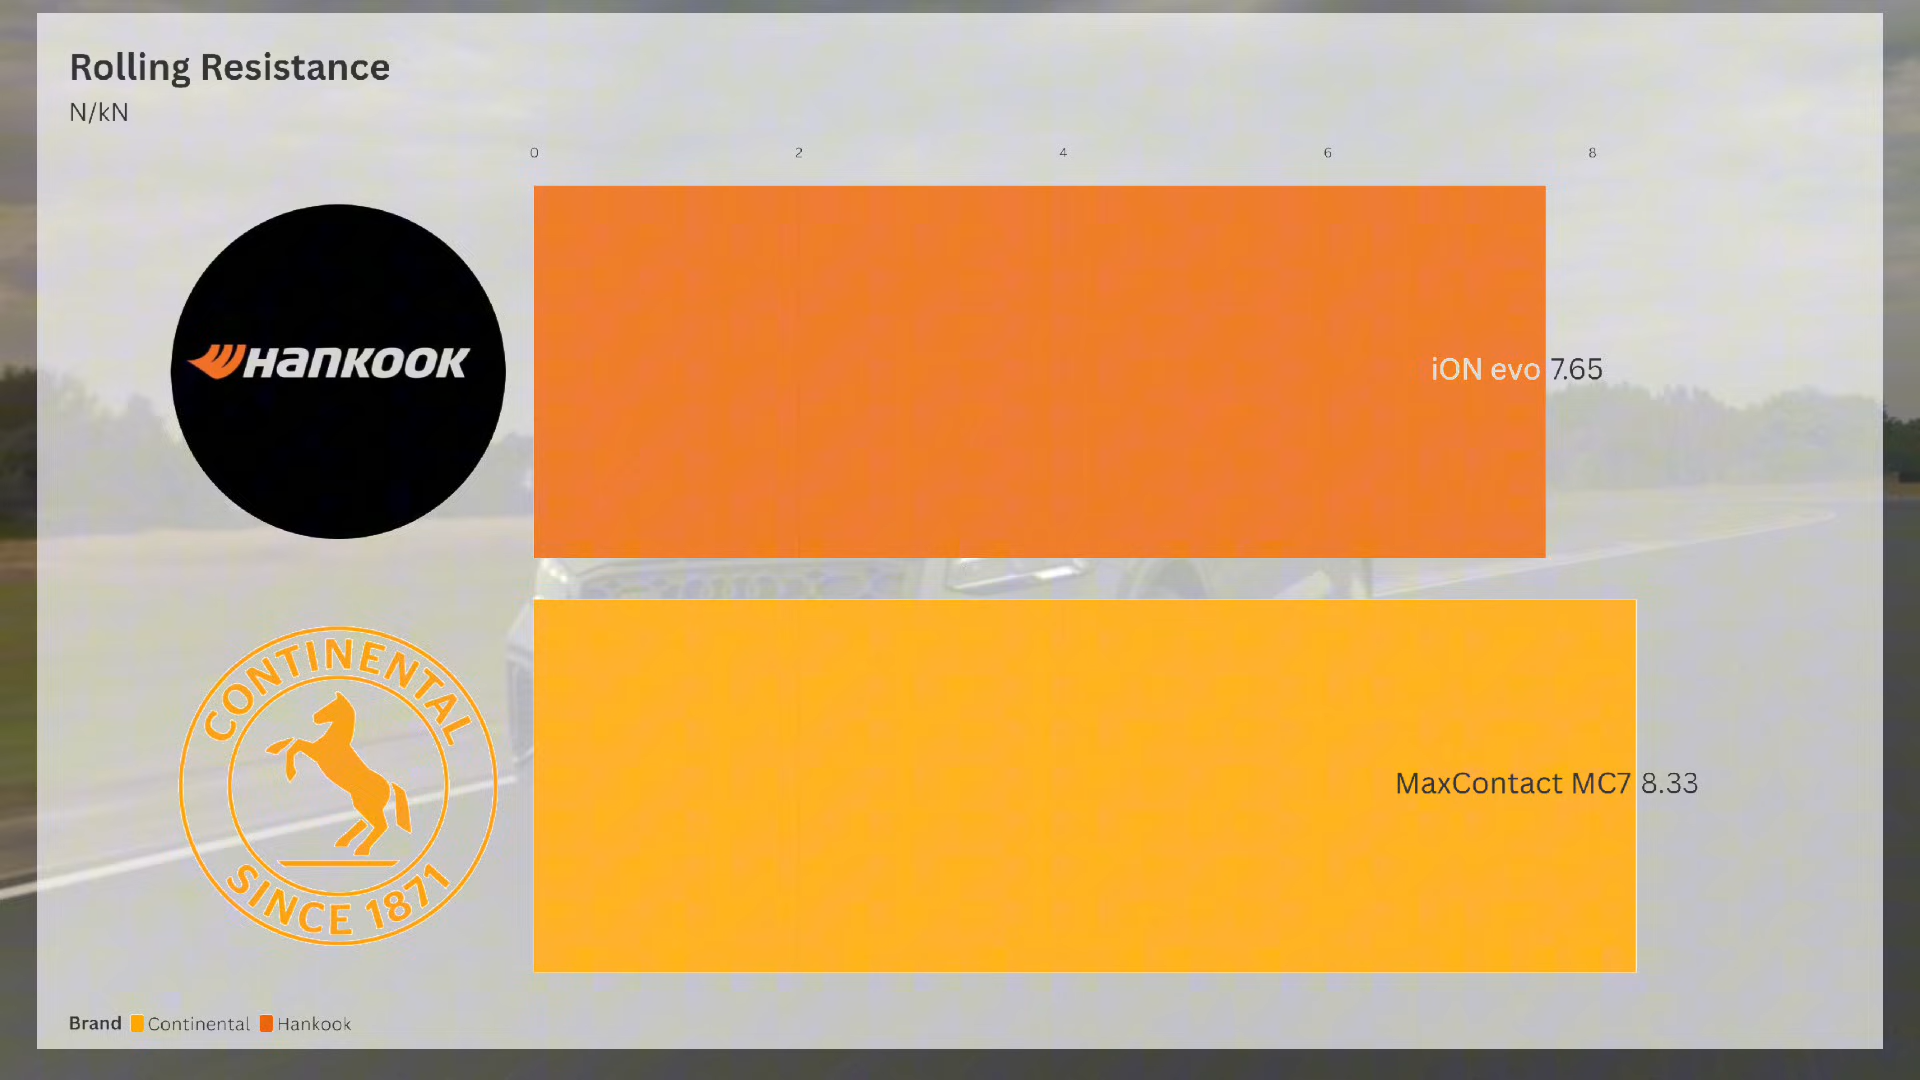 Rolling Resistance
N/kN
0 2 4 6 8
HANKOOK
iON evo 7.65
CONTINENTAL
SINCE 1871
MaxContact MC7 8.33
Brand Continental Hankook